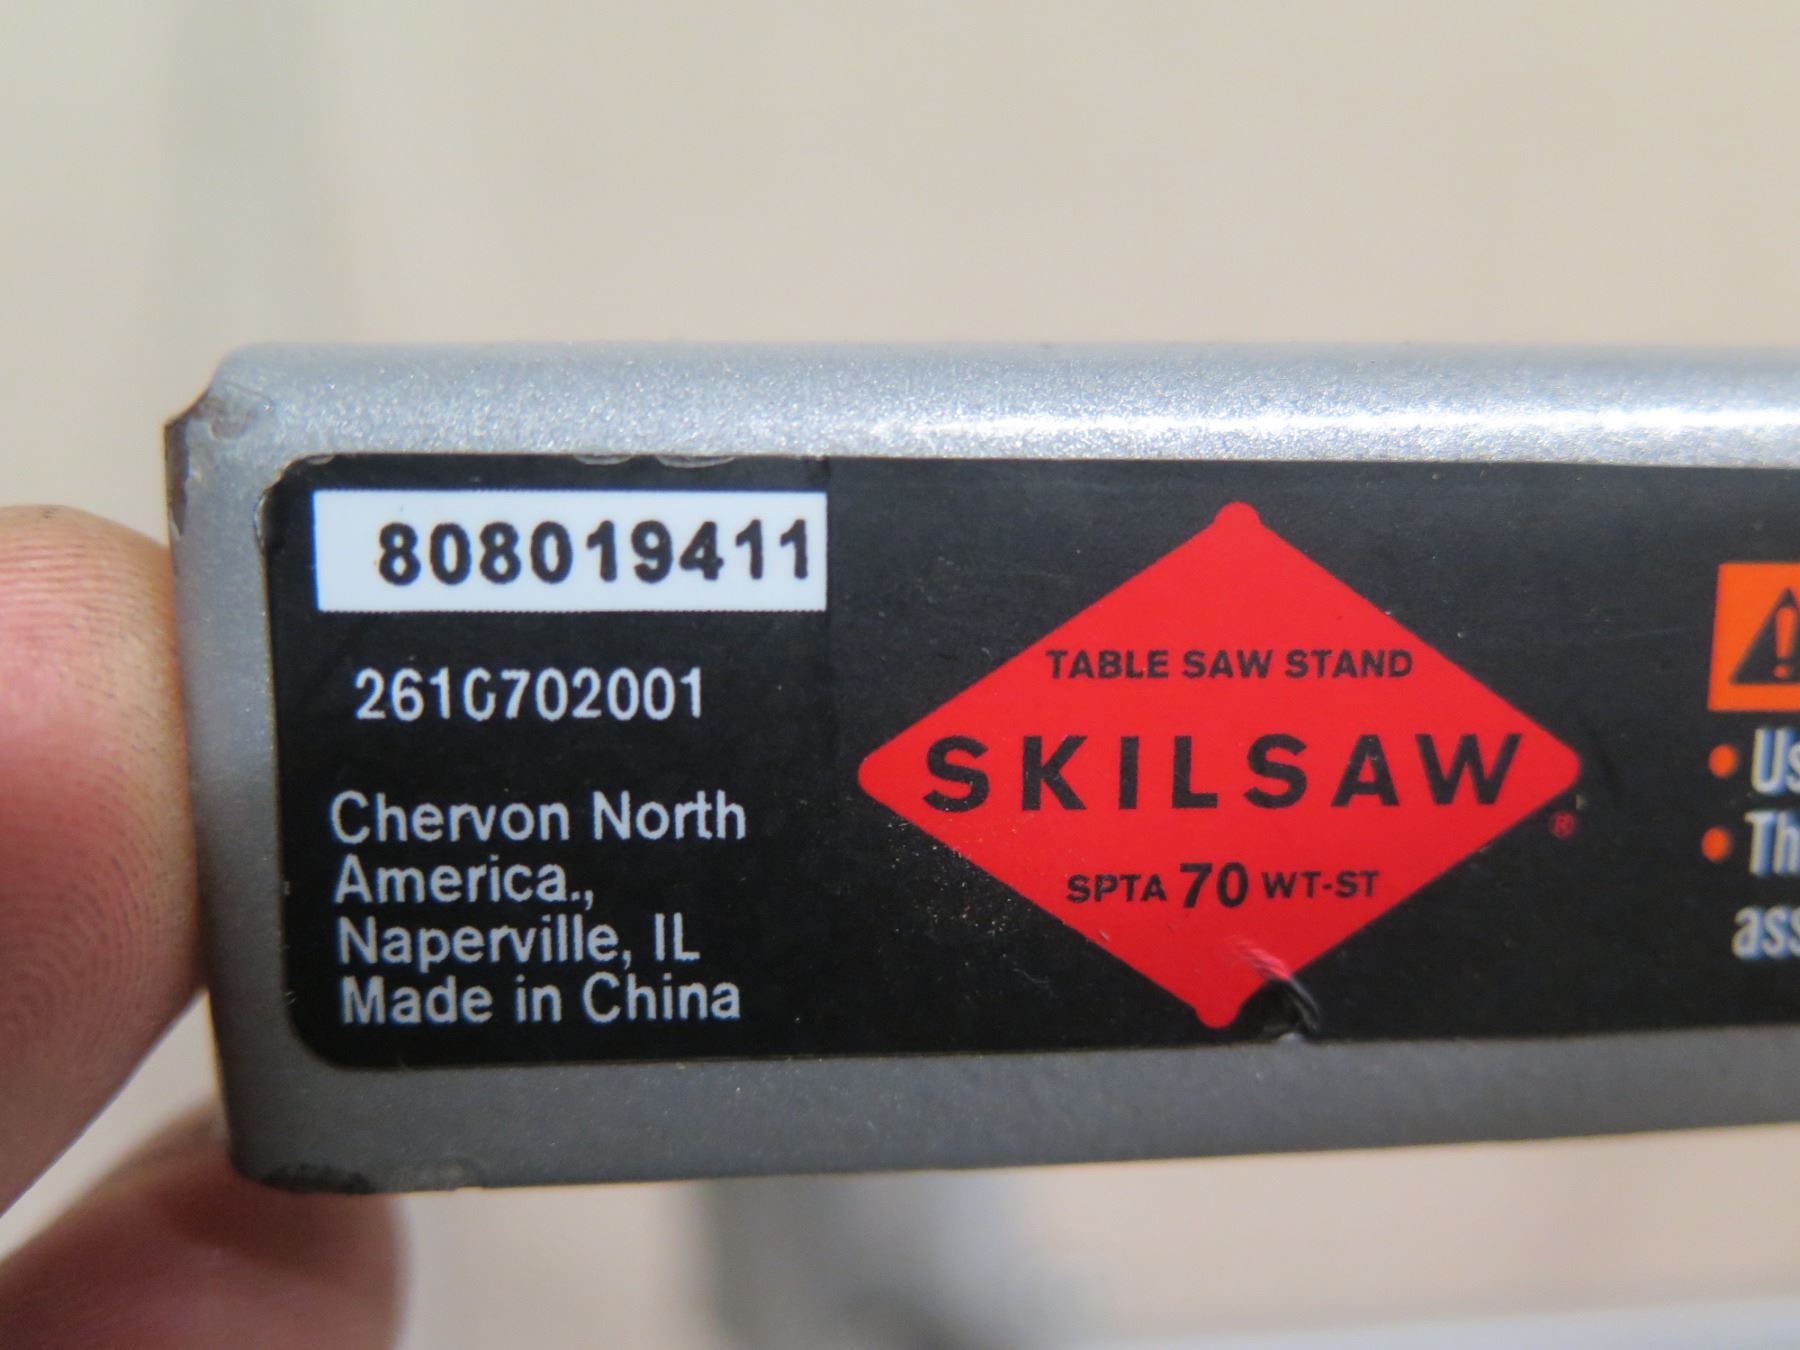 808019411
2610702001
Chervon North
America.,
Naperville, IL
Made in China
TABLE SAW STAND
SKILSAW
®
SPTA 70 WT-ST